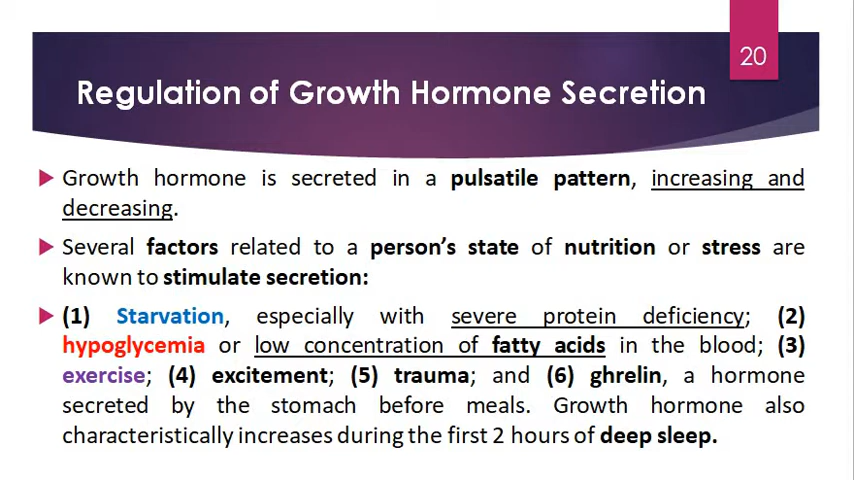 20
Regulation of Growth Hormone Secretion
Growth hormone is secreted in a pulsatile pattern, increasing and
decreasing.
Several factors related to a person's state of nutrition or stress are
known to stimulate secretion:
(1) Starvation, especially with severe protein deficiency; (2)
hypoglycemia or low concentration of fatty acids in the blood; (3)
exercise; (4) excitement; (5) trauma; and (6) ghrelin, a hormone
secreted by the stomach before meals. Growth hormone also
characteristically increases during the first 2 hours of deep sleep.